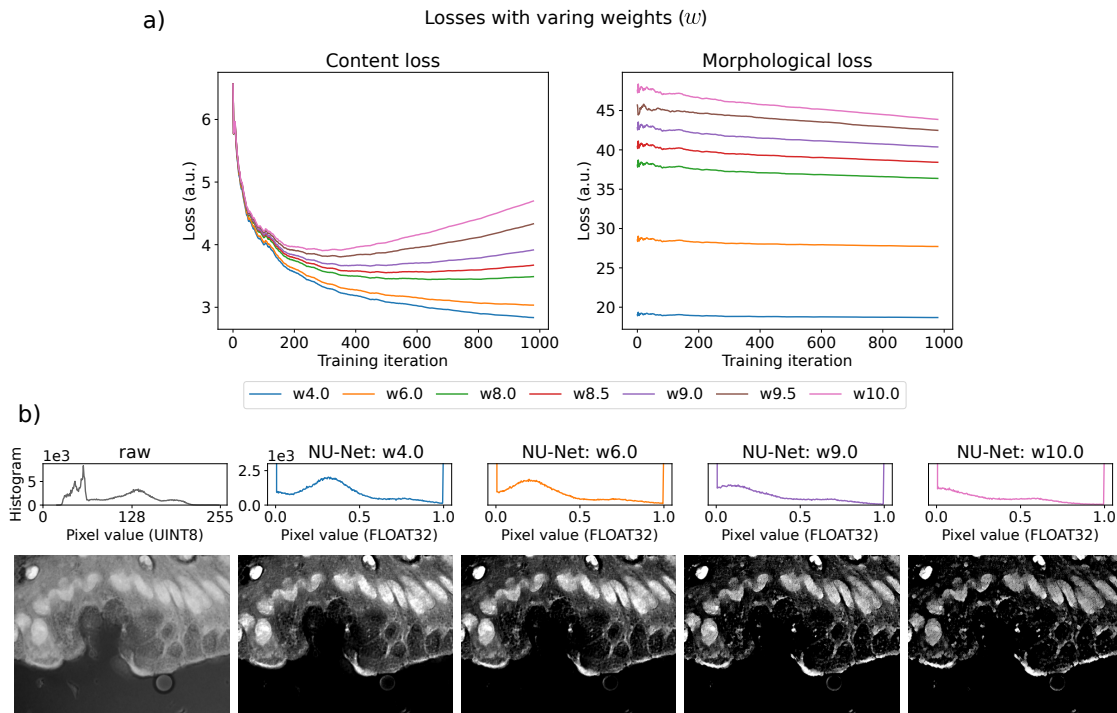 a)
Losses with varing weights (w)
Content loss
Morphological loss
Loss (a.u.)
6
5
4
3
0 200 400 600 800 1000
Training iteration
Loss (a.u.)
45
40
35
30
25
20
0 200 400 600 800 1000
Training iteration
w4.0 w6.0 w8.0 w8.5 w9.0 w9.5 w10.0
b)
1e3 raw
Histogram
5
0
0 128 255
Pixel value (UINT8)
1e3 NU-Net: w4.0
2.5
0.0
0.0 0.5 1.0
Pixel value (FLOAT32)
NU-Net: w6.0
0.0 0.5 1.0
Pixel value (FLOAT32)
NU-Net: w9.0
0.0 0.5 1.0
Pixel value (FLOAT32)
NU-Net: w10.0
0.0 0.5 1.0
Pixel value (FLOAT32)